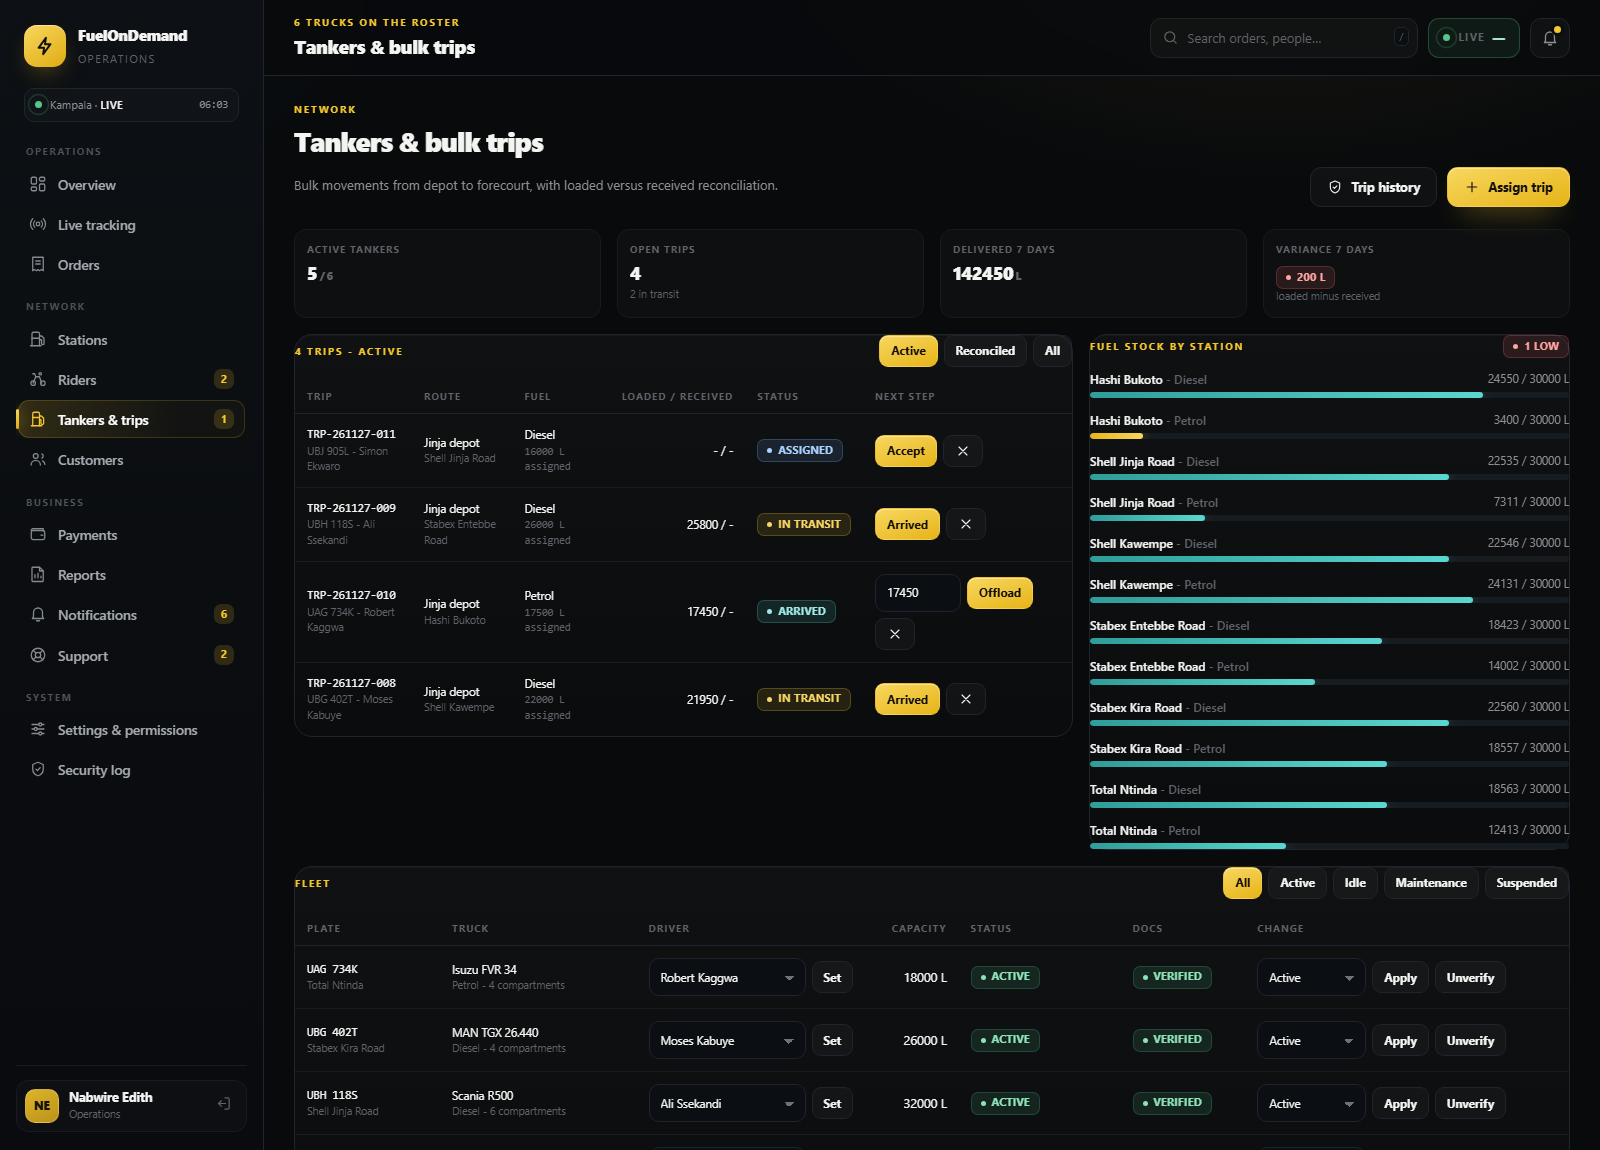 FuelOnDemand
OPERATIONS
Kampala · LIVE 06:03
OPERATIONS
Overview
Live tracking
Orders
NETWORK
Stations
Riders 2
Tankers & trips 1
Customers
BUSINESS
Payments
Reports
Notifications 6
Support 2
SYSTEM
Settings & permissions
Security log
NE
Nabwire Edith
Operations
6 TRUCKS ON THE ROSTER
Tankers & bulk trips
Search orders, people... /
LIVE —
NETWORK
Tankers & bulk trips
Bulk movements from depot to forecourt, with loaded versus received reconciliation.
Trip history
+ Assign trip
ACTIVE TANKERS
5 / 6
OPEN TRIPS
4
2 in transit
DELIVERED 7 DAYS
142450 L
VARIANCE 7 DAYS
200 L
loaded minus received
4 TRIPS - ACTIVE
Active Reconciled All
TRIP ROUTE FUEL LOADED / RECEIVED STATUS NEXT STEP
TRP-261127-011
UBJ 905L - Simon
Ekwaro
Jinja depot
Shell Jinja Road
Diesel
16000 L
assigned
- / -
ASSIGNED
Accept
TRP-261127-009
UBH 118S - Ali
Ssekandi
Jinja depot
Stabex Entebbe
Road
Diesel
26000 L
assigned
25800 / -
IN TRANSIT
Arrived
TRP-261127-010
UAG 734K - Robert
Kaggwa
Jinja depot
Hashi Bukoto
Petrol
17500 L
assigned
17450 / -
ARRIVED
17450
Offload
TRP-261127-008
UBG 402T - Moses
Kabuye
Jinja depot
Shell Kawempe
Diesel
22000 L
assigned
21950 / -
IN TRANSIT
Arrived
FUEL STOCK BY STATION
1 LOW
Hashi Bukoto - Diesel 24550 / 30000 L
Hashi Bukoto - Petrol 3400 / 30000 L
Shell Jinja Road - Diesel 22535 / 30000 L
Shell Jinja Road - Petrol 7311 / 30000 L
Shell Kawempe - Diesel 22546 / 30000 L
Shell Kawempe - Petrol 24131 / 30000 L
Stabex Entebbe Road - Diesel 18423 / 30000 L
Stabex Entebbe Road - Petrol 14002 / 30000 L
Stabex Kira Road - Diesel 22560 / 30000 L
Stabex Kira Road - Petrol 18557 / 30000 L
Total Ntinda - Diesel 18563 / 30000 L
Total Ntinda - Petrol 12413 / 30000 L
FLEET
All Active Idle Maintenance Suspended
PLATE TRUCK DRIVER CAPACITY STATUS DOCS CHANGE
UAG 734K
Total Ntinda
Isuzu FVR 34
Petrol - 4 compartments
Robert Kaggwa Set 18000 L ACTIVE VERIFIED Active Apply Unverify
UBG 402T
Stabex Kira Road
MAN TGX 26.440
Diesel - 4 compartments
Moses Kabuye Set 26000 L ACTIVE VERIFIED Active Apply Unverify
UBH 118S
Shell Jinja Road
Scania R500
Diesel - 6 compartments
Ali Ssekandi Set 32000 L ACTIVE VERIFIED Active Apply Unverify